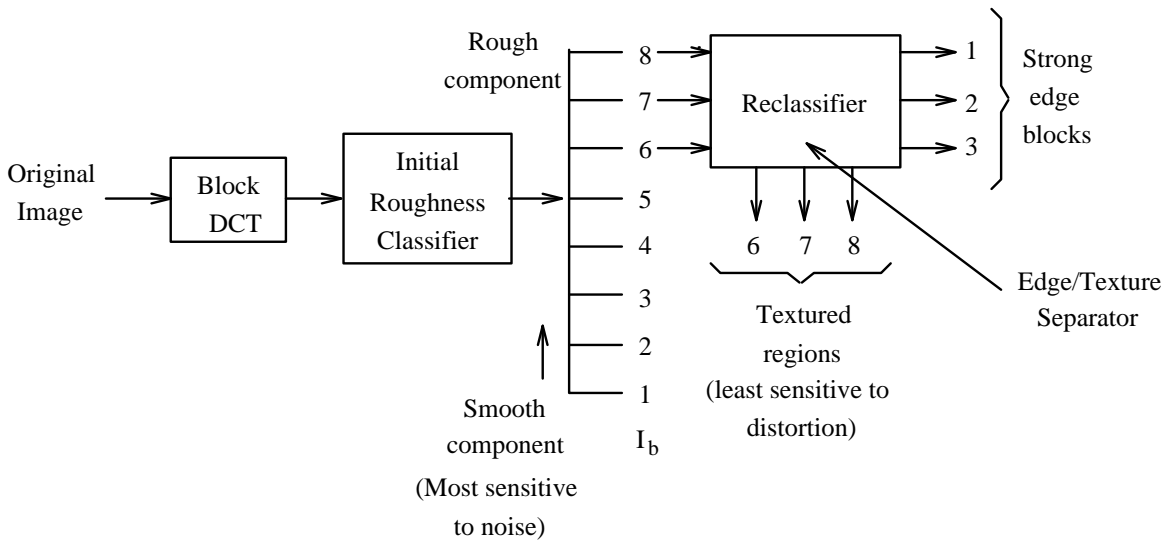 Original
Image
Block
DCT
Initial
Roughness
Classifier
Rough
component
8
7
6
5
4
3
2
1
I_b
Smooth
component
(Most sensitive
to noise)
Reclassifier
1
2
3
Strong
edge
blocks
6 7 8
Textured
regions
(least sensitive to
distortion)
Edge/Texture
Separator